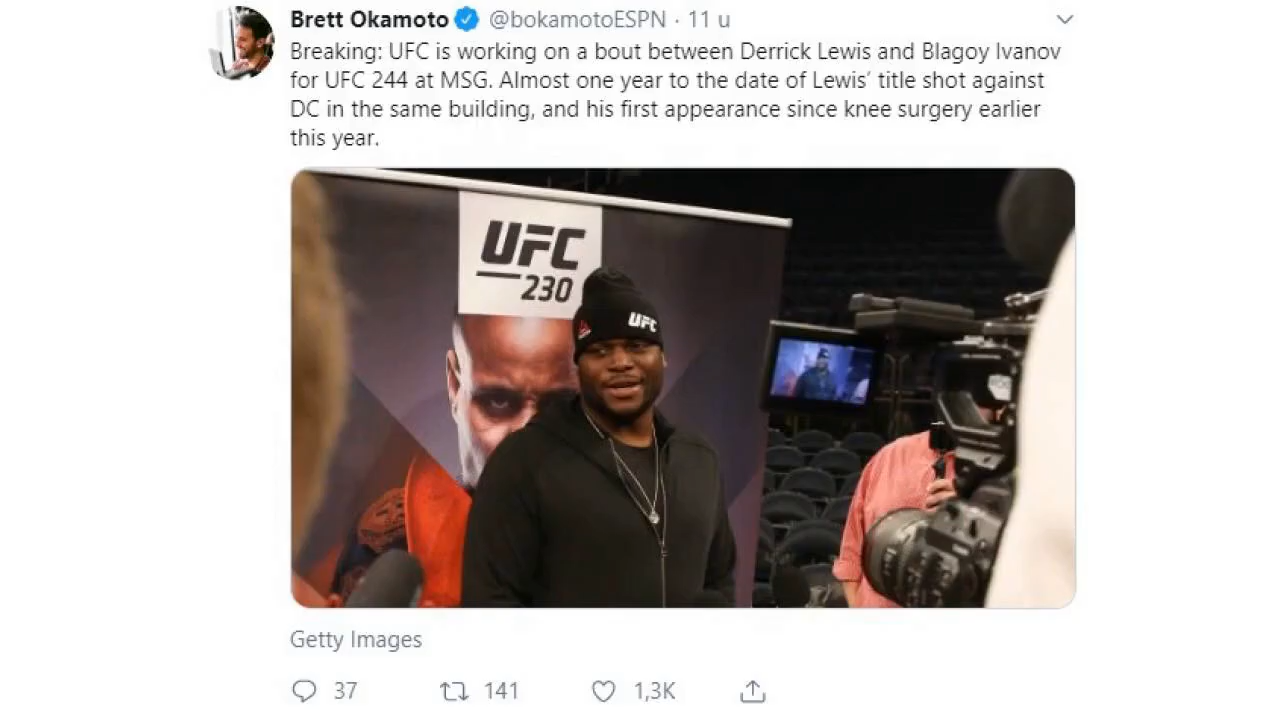 Brett Okamoto @bokamotoESPN · 11 u
Breaking: UFC is working on a bout between Derrick Lewis and Blagoy Ivanov
for UFC 244 at MSG. Almost one year to the date of Lewis’ title shot against
DC in the same building, and his first appearance since knee surgery earlier
this year.
UFC
230
UFC
Getty Images
37 141 1,3K